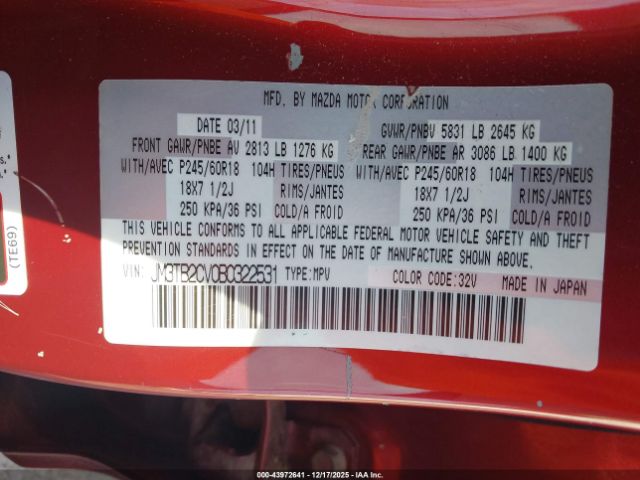 MFD. BY MAZDA MOTOR CORPORATION
DATE 03/11 GVWR/PNBV 5831 LB 2645 KG
FRONT GAWR/PNBE AV 2813 LB 1276 KG REAR GAWR/PNBE AR 3086 LB 1400 KG
WITH/AVEC P245/60R18 104H TIRES/PNEUS WITH/AVEC P245/60R18 104H TIRES/PNEUS
18X7 1/2J RIMS/JANTES 18X7 1/2J RIMS/JANTES
250 KPA/36 PSI COLD/A FROID 250 KPA/36 PSI COLD/A FROID
THIS VEHICLE CONFORMS TO ALL APPLICABLE FEDERAL MOTOR VEHICLE SAFETY AND THEFT
PREVENTION STANDARDS IN EFFECT ON THE DATE OF MANUFACTURE SHOWN ABOVE.
VIN: JM3TB2CV0B0322531 TYPE:MPV COLOR CODE:32V MADE IN JAPAN
(TE69)
000-43972641 - 12/17/2025 - IAA Inc.